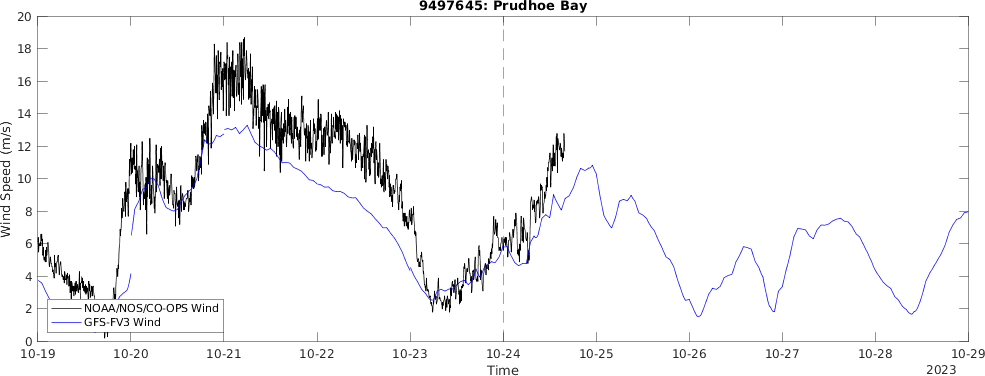 9497645: Prudhoe Bay
20
18
16
14
12
10
8
6
4
2
0
Wind Speed (m/s)
NOAA/NOS/CO-OPS Wind
GFS-FV3 Wind
10-19 10-20 10-21 10-22 10-23 10-24 10-25 10-26 10-27 10-28 10-29
Time
2023